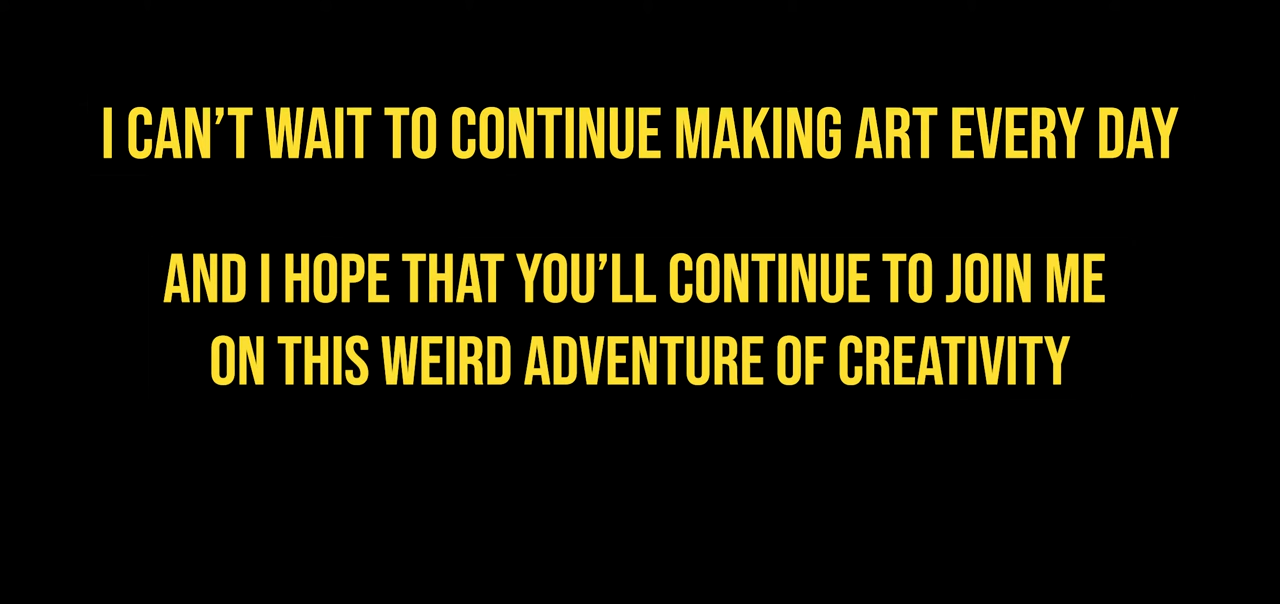 I CAN’T WAIT TO CONTINUE MAKING ART EVERY DAY
AND I HOPE THAT YOU’LL CONTINUE TO JOIN ME
ON THIS WEIRD ADVENTURE OF CREATIVITY